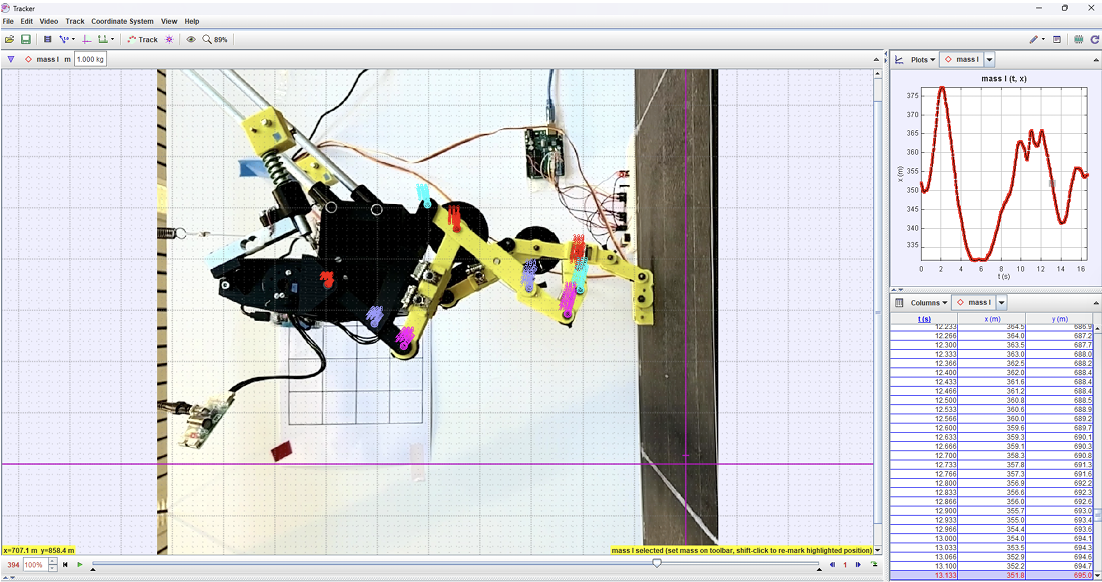 Tracker
File Edit Video Track Coordinate System View Help
Track 89%
mass I m 1.000 kg
Plots mass I
mass I (t, x)
375
370
365
360
355
350
345
340
335
x (m)
0 2 4 6 8 10 12 14 16
t (s)
Columns mass I
t (s) x (m) y (m)
12.233 364.5 686.9
12.266 364.0 687.2
12.300 363.5 687.7
12.333 363.0 688.0
12.366 362.5 688.2
12.400 362.0 688.4
12.433 361.6 688.4
12.466 361.2 688.4
12.500 360.8 688.5
12.533 360.6 688.9
12.566 360.0 689.2
12.600 359.6 689.7
12.633 359.3 690.1
12.666 359.1 690.3
12.700 358.3 690.8
12.733 357.8 691.3
12.766 357.3 691.6
12.800 356.9 692.2
12.833 356.6 692.3
12.866 356.0 692.6
12.900 355.7 693.0
12.933 355.0 693.4
12.966 354.4 693.6
13.000 354.0 694.1
13.033 353.5 694.3
13.066 352.9 694.6
13.100 352.2 694.7
13.133 351.8 695.0
x=707.1 m y=858.4 m
mass I selected (set mass on toolbar, shift-click to re-mark highlighted position)
394 100% 1